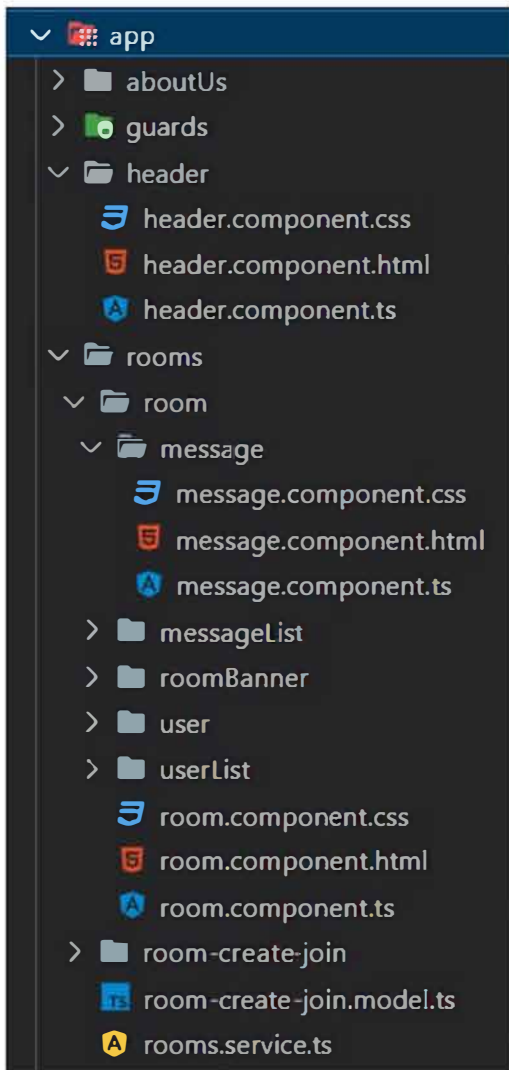 app
aboutUs
guards
header
header.component.css
header.component.html
header.component.ts
rooms
room
message
message.component.css
message.component.html
message.component.ts
messageList
roomBanner
user
userList
room.component.css
room.component.html
room.component.ts
room-create-join
TS room-create-join.model.ts
rooms.service.ts